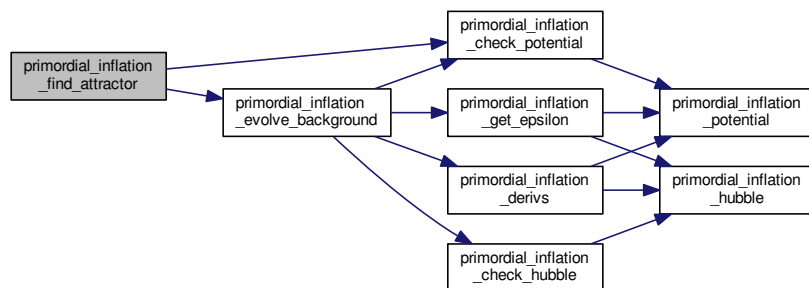 primordial_inflation
_find_attractor
primordial_inflation
_evolve_background
primordial_inflation
_check_potential
primordial_inflation
_get_epsilon
primordial_inflation
_derivs
primordial_inflation
_check_hubble
primordial_inflation
_potential
primordial_inflation
_hubble